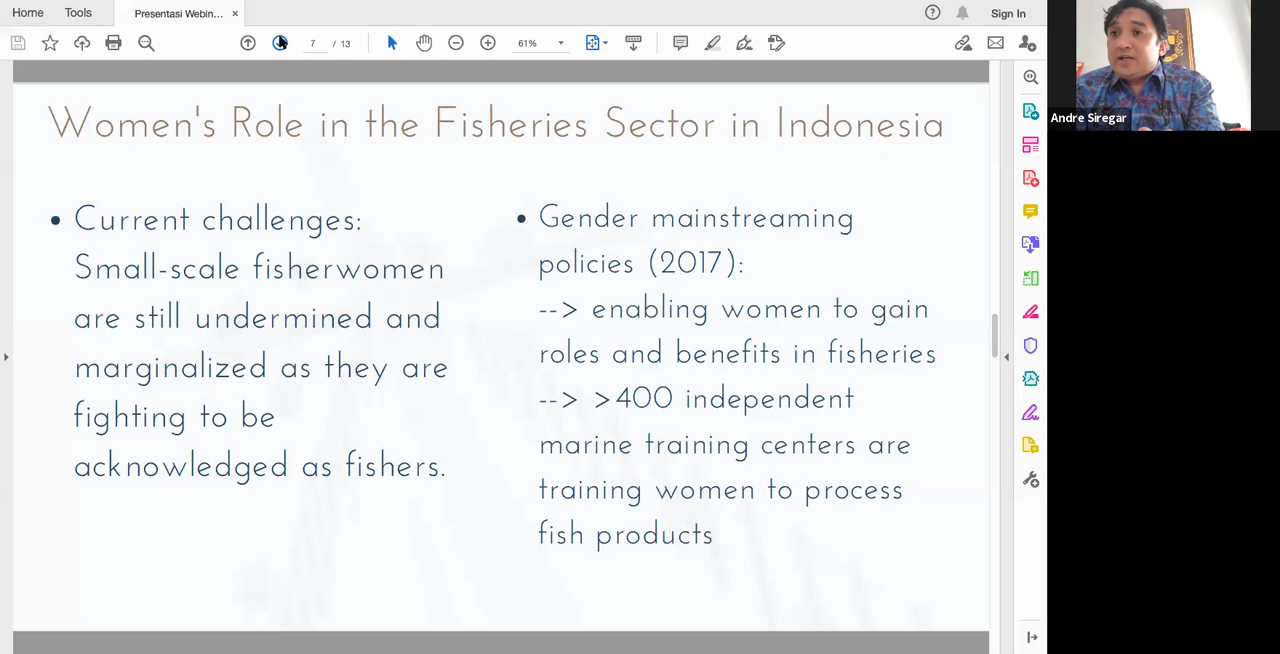 Home
Tools
Presentasi Webin... ×
Sign In
7 / 13
61%
Women's Role in the Fisheries Sector in Indonesia
• Current challenges:
Small-scale fisherwomen
are still undermined and
marginalized as they are
fighting to be
acknowledged as fishers.
• Gender mainstreaming
policies (2017):
--> enabling women to gain
roles and benefits in fisheries
--> >400 independent
marine training centers are
training women to process
fish products
Andre Siregar